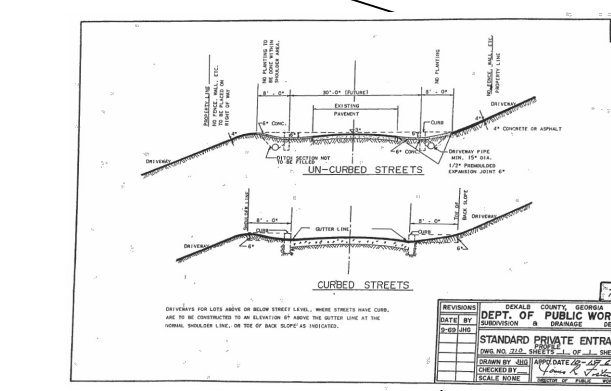 PROPERTY LINE
NO FENCE, WALL, ETC.
TO BE PLACED ON
RIGHT OF WAY
NO PLANTING TO
BE DONE WITHIN
SHOULDER AREA.
NO PLANTING
NO FENCE, WALL, ETC.
PROPERTY LINE
8' - 0"
30'-0" (FUTURE)
8' - 0"
EXISTING
PAVEMENT
DRIVEWAY
6" CONC.
CURB
4"
4" CONCRETE OR ASPHALT
DRIVEWAY
DITCH SECTION NOT
TO BE FILLED
6" CONC.
DRIVEWAY PIPE
MIN. 15" DIA.
1/2" PREMOULDED
EXPANSION JOINT 6"
UN-CURBED STREETS
SHOULDER LINE
8' - 0"
8' - 0"
TOE OF
BACK SLOPE
CURB
GUTTER LINE
CURB
DRIVEWAY
DRIVEWAY
6"
6"
CURBED STREETS
DRIVEWAYS FOR LOTS ABOVE OR BELOW STREET LEVEL, WHERE STREETS HAVE CURB,
ARE TO BE CONSTRUCTED TO AN ELEVATION 6" ABOVE THE GUTTER LINE AT THE
NORMAL SHOULDER LINE, OR TOE OF BACK SLOPE AS INDICATED.
REVISIONS
DATE BY
9-69 JHG
DEKALB COUNTY, GEORGIA
DEPT. OF PUBLIC WOR
SUBDIVISION & DRAINAGE DE
STANDARD PRIVATE ENTRA
PROFILE
DWG. NO. 710 SHEETS 1 OF 1 SHE
DRAWN BY JHG APPD. DATE
CHECKED BY
SCALE NONE
DIRECTOR OF PUBLIC